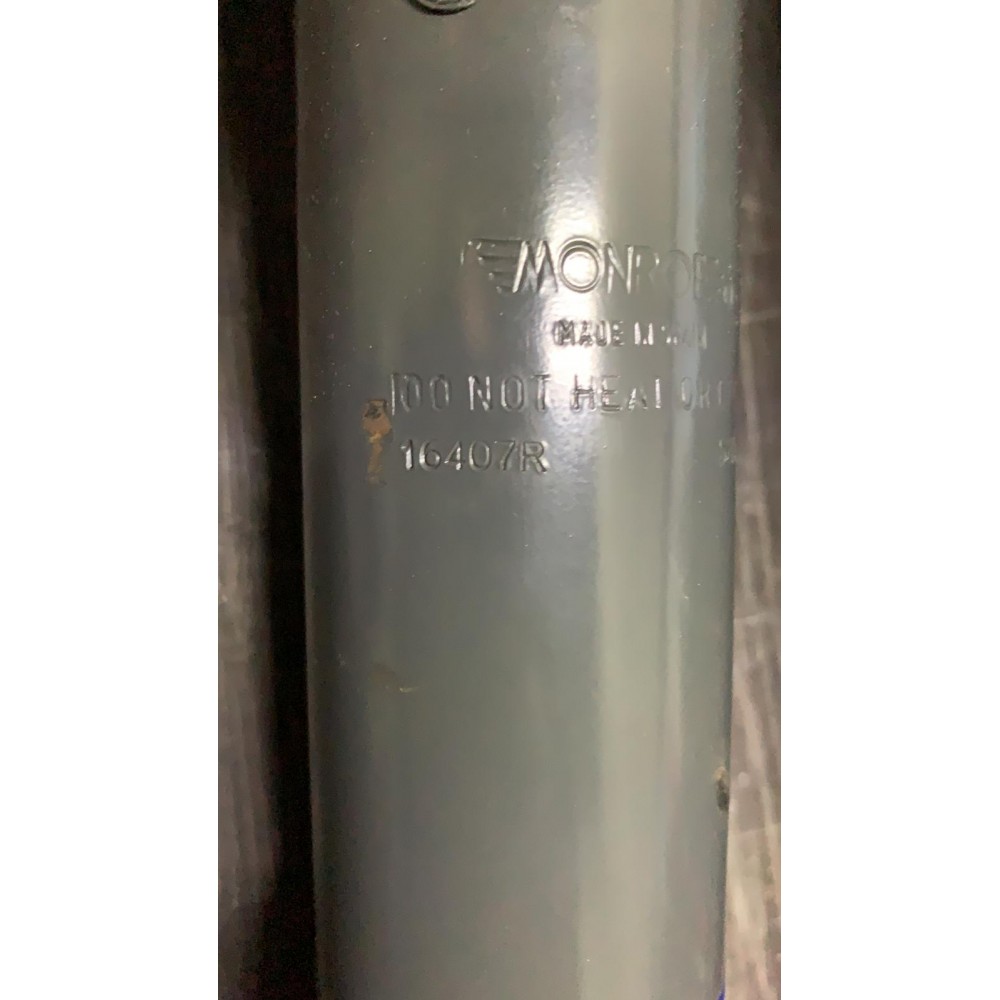 MONROE
MADE IN
DO NOT HEAT OR
16407R